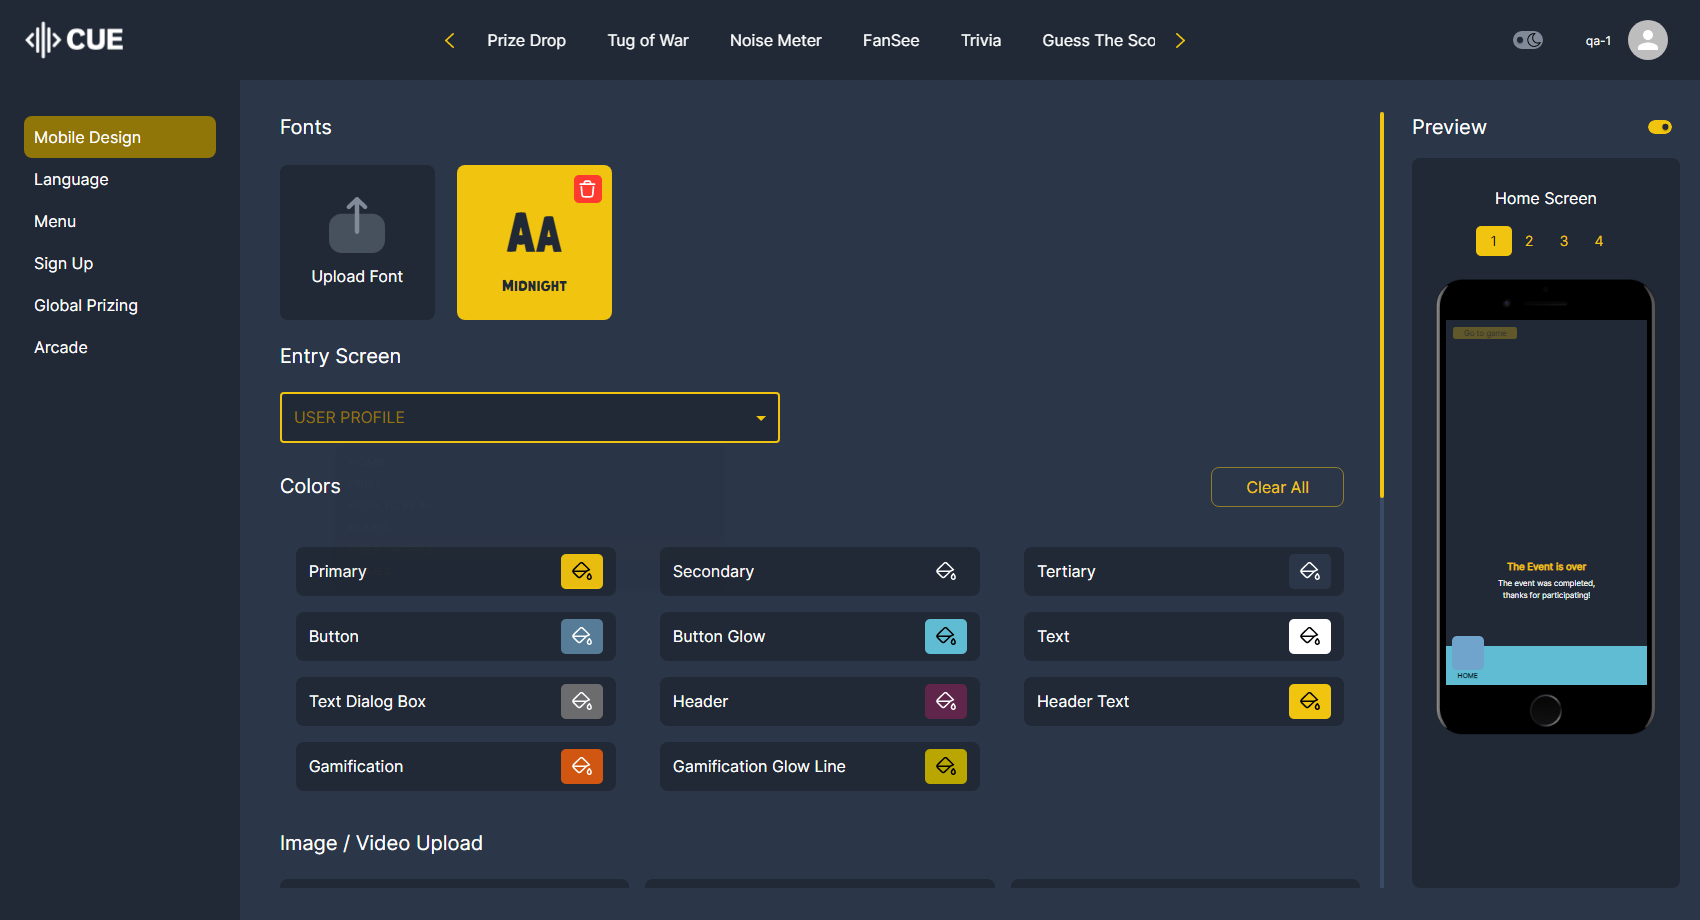 CUE
Prize Drop
Tug of War
Noise Meter
FanSee
Trivia
Guess The Sco
qa-1
Mobile Design
Language
Menu
Sign Up
Global Prizing
Arcade
Fonts
Upload Font
AA
MIDNIGHT
Entry Screen
USER PROFILE
Colors
Clear All
Primary
Secondary
Tertiary
Button
Button Glow
Text
Text Dialog Box
Header
Header Text
Gamification
Gamification Glow Line
Image / Video Upload
Preview
Home Screen
1 2 3 4
Go to game
The Event is over
The event was completed,
thanks for participating!
HOME